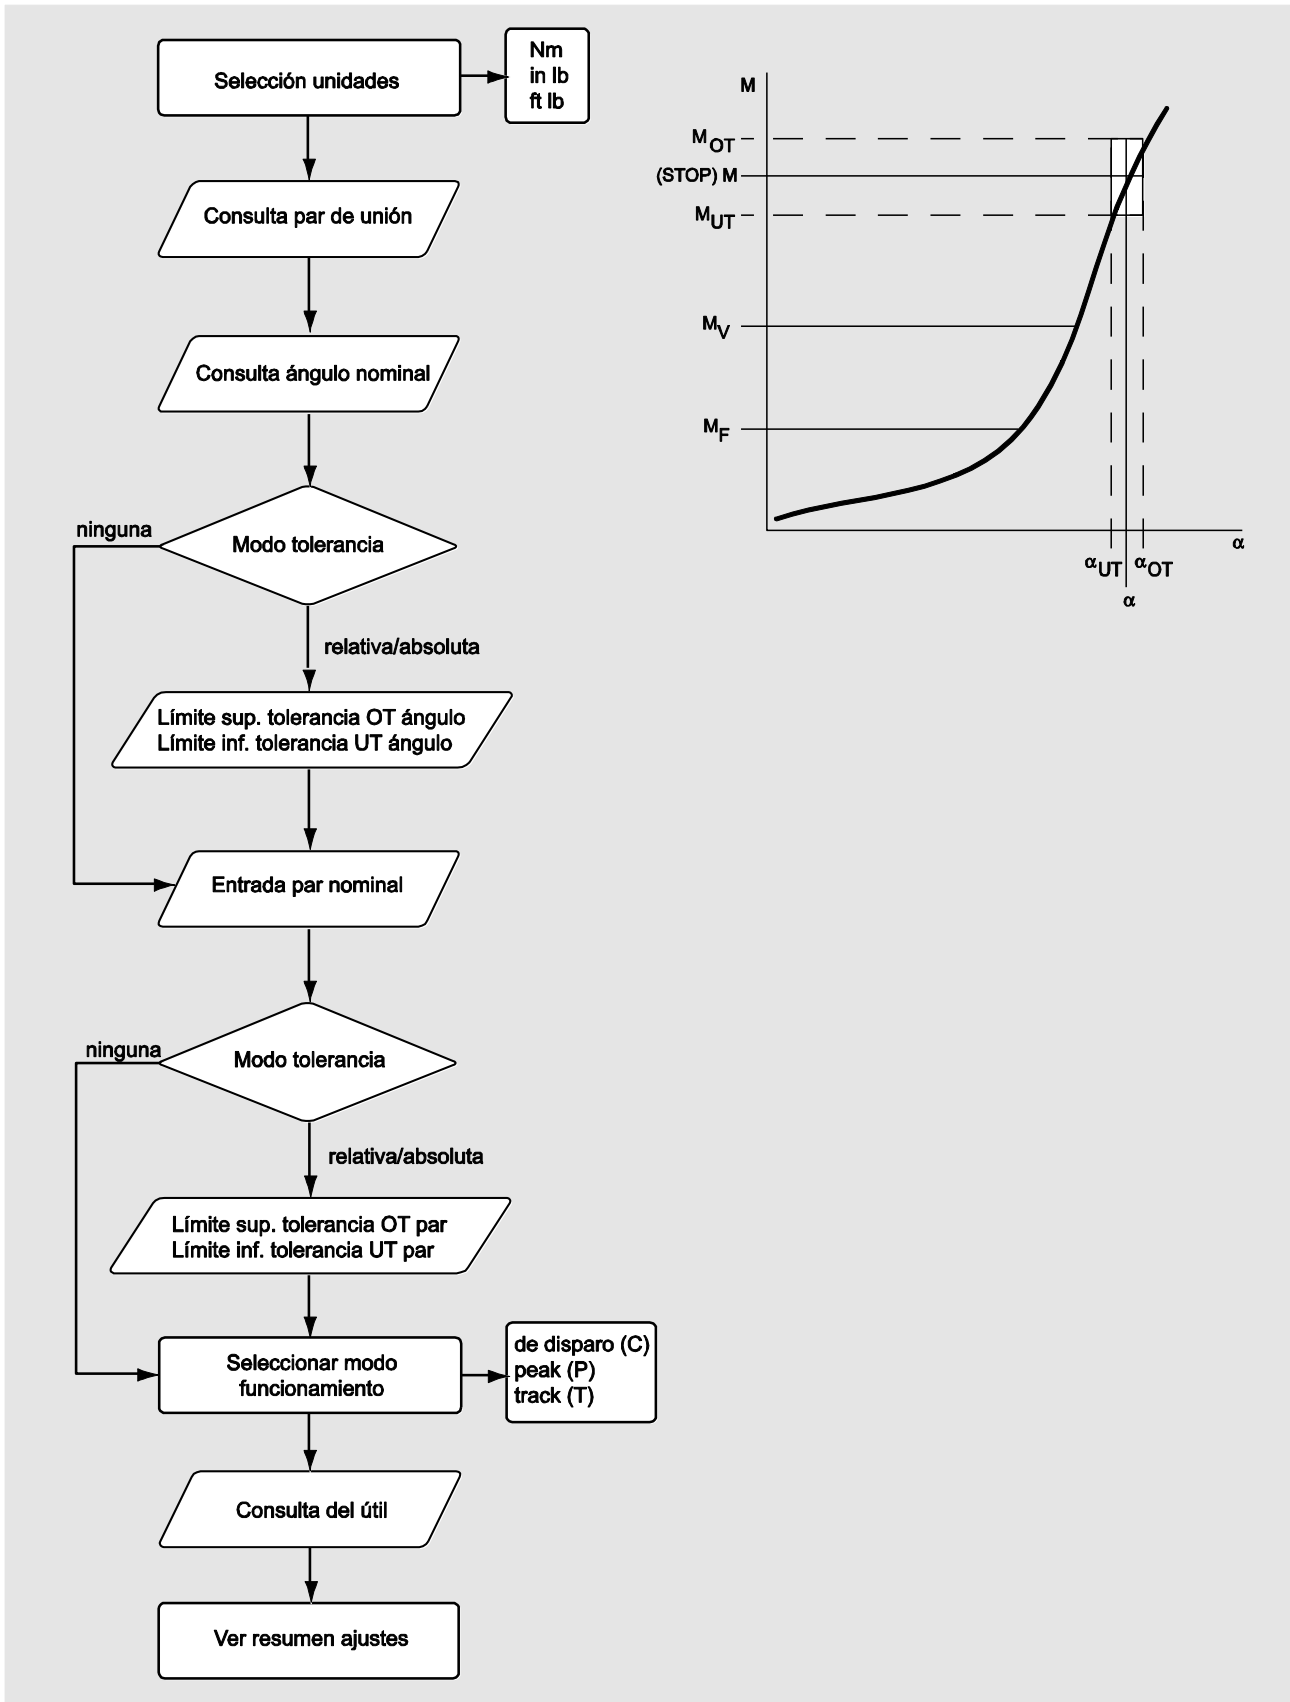 Selección unidades
Nm
in lb
ft lb
Consulta par de unión
Consulta ángulo nominal
ninguna
Modo tolerancia
relativa/absoluta
Límite sup. tolerancia OT ángulo
Límite inf. tolerancia UT ángulo
Entrada par nominal
ninguna
Modo tolerancia
relativa/absoluta
Límite sup. tolerancia OT par
Límite inf. tolerancia UT par
Seleccionar modo
funcionamiento
de disparo (C)
peak (P)
track (T)
Consulta del útil
Ver resumen ajustes
M
M OT
(STOP) M
M UT
M V
M F
α
α UT
α OT
α